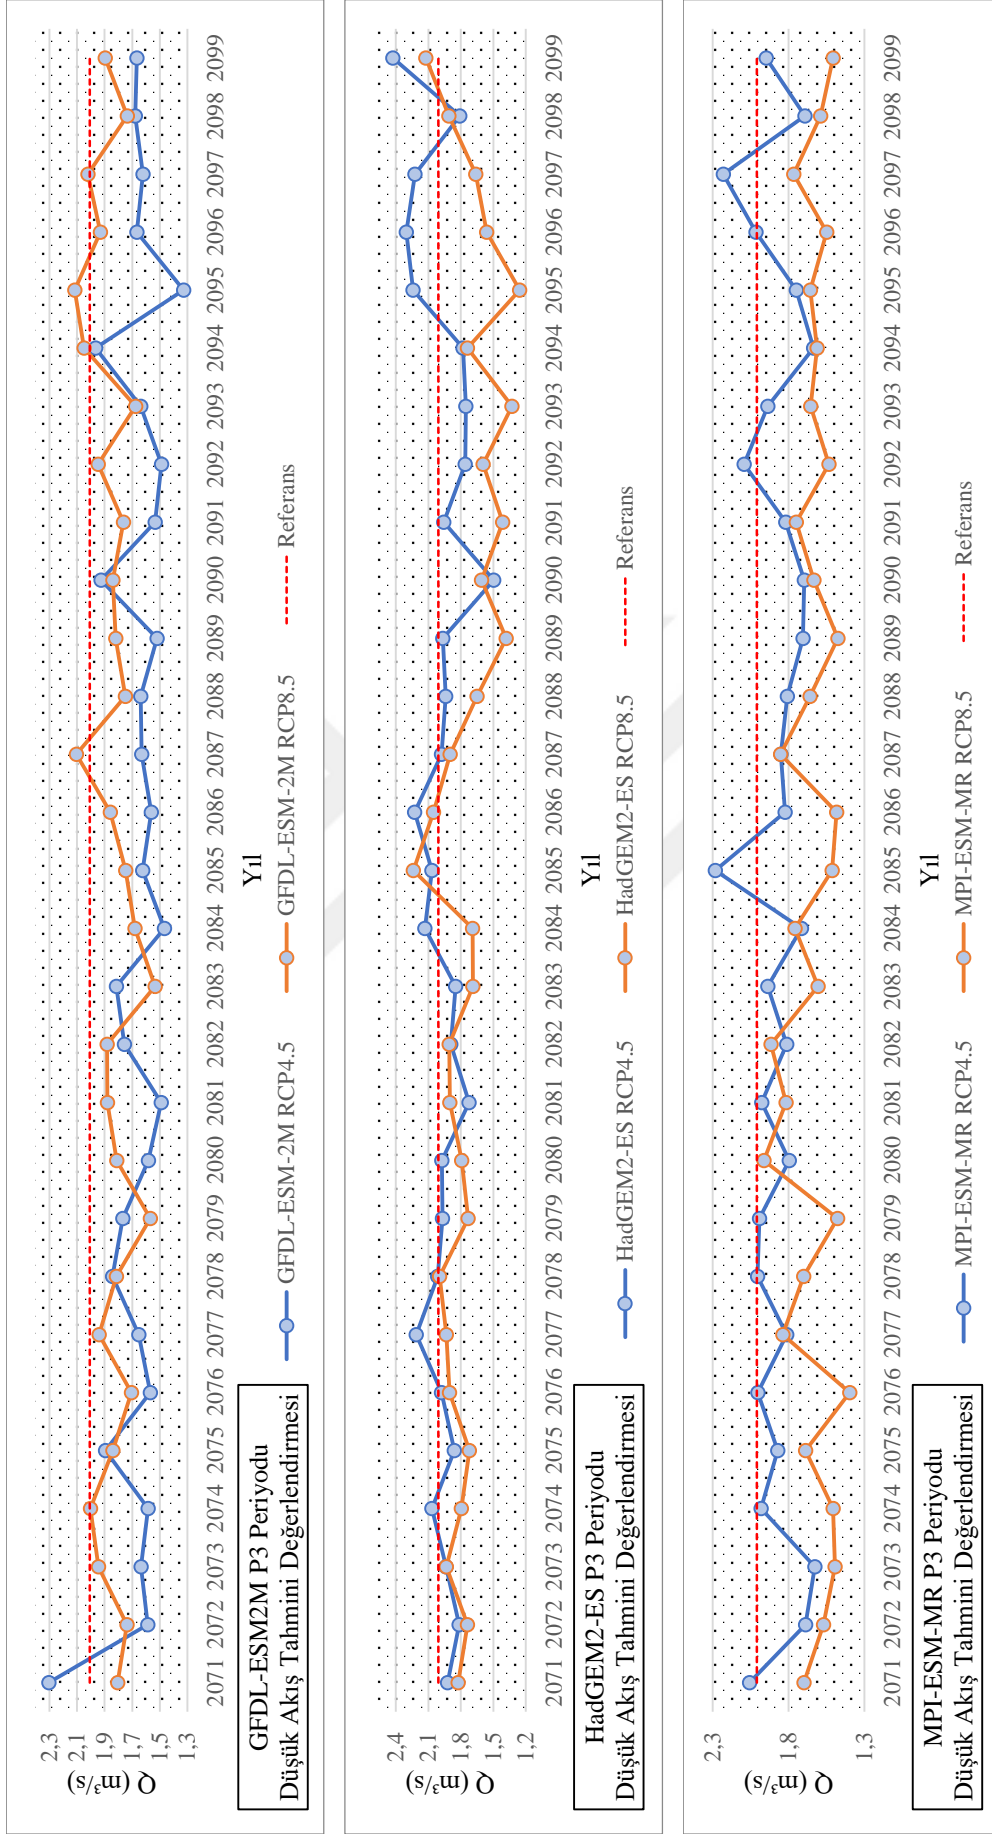 2,3
2,1
1,9
1,7
1,5
1,3
Q (m³/s)
2071 2072 2073 2074 2075 2076 2077 2078 2079 2080 2081 2082 2083 2084 2085 2086 2087 2088 2089 2090 2091 2092 2093 2094 2095 2096 2097 2098 2099
Yıl
GFDL-ESM2M P3 Periyodu
Düşük Akış Tahmini Değerlendirmesi
GFDL-ESM-2M RCP4.5 GFDL-ESM-2M RCP8.5 Referans
2,4
2,1
1,8
1,5
1,2
Q (m³/s)
2071 2072 2073 2074 2075 2076 2077 2078 2079 2080 2081 2082 2083 2084 2085 2086 2087 2088 2089 2090 2091 2092 2093 2094 2095 2096 2097 2098 2099
Yıl
HadGEM2-ES P3 Periyodu
Düşük Akış Tahmini Değerlendirmesi
HadGEM2-ES RCP4.5 HadGEM2-ES RCP8.5 Referans
2,3
1,8
1,3
Q (m³/s)
2071 2072 2073 2074 2075 2076 2077 2078 2079 2080 2081 2082 2083 2084 2085 2086 2087 2088 2089 2090 2091 2092 2093 2094 2095 2096 2097 2098 2099
Yıl
MPI-ESM-MR P3 Periyodu
Düşük Akış Tahmini Değerlendirmesi
MPI-ESM-MR RCP4.5 MPI-ESM-MR RCP8.5 Referans